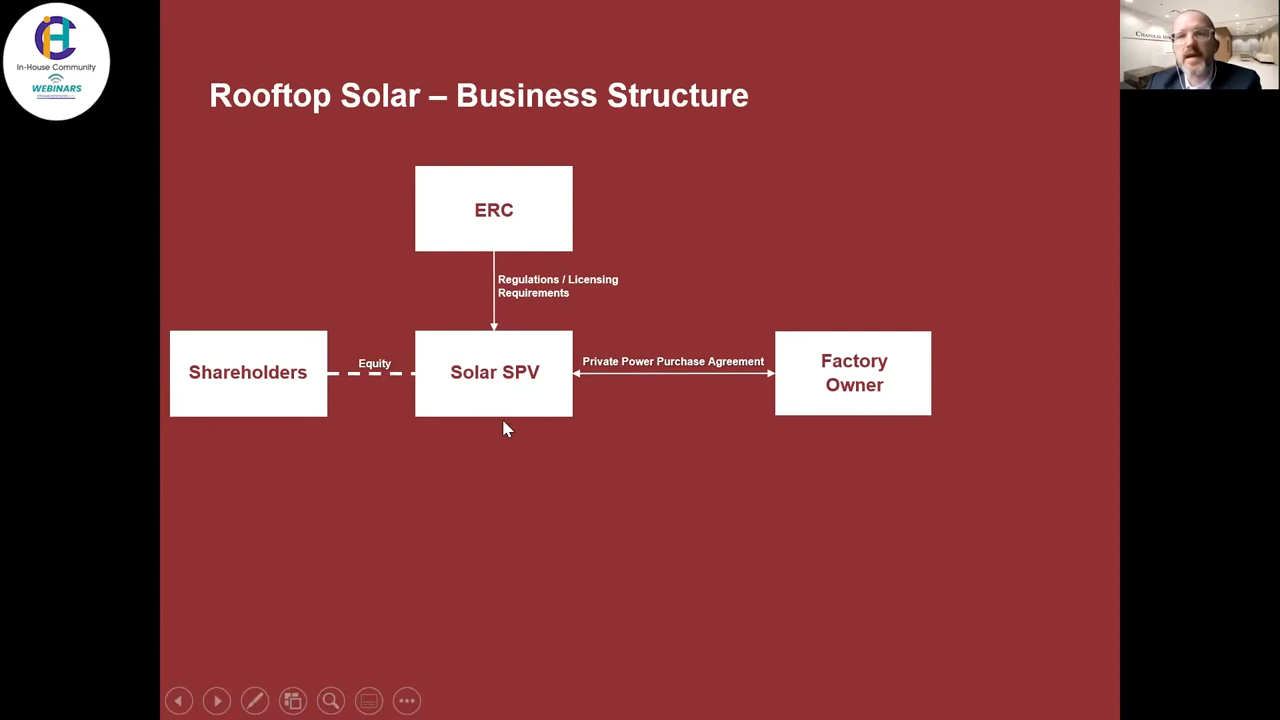 In-House Community
WEBINARS
Rooftop Solar – Business Structure
ERC
Regulations / Licensing
Requirements
Shareholders
Equity
Solar SPV
Private Power Purchase Agreement
Factory
Owner